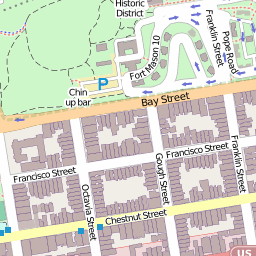 Historic
District
Fort Mason 10
Franklin Street
Pope Road
P
Chin
up bar
Bay Street
Francisco Street
Francisco Street
Octavia Street
Gough Street
Franklin Street
Chestnut Street
US